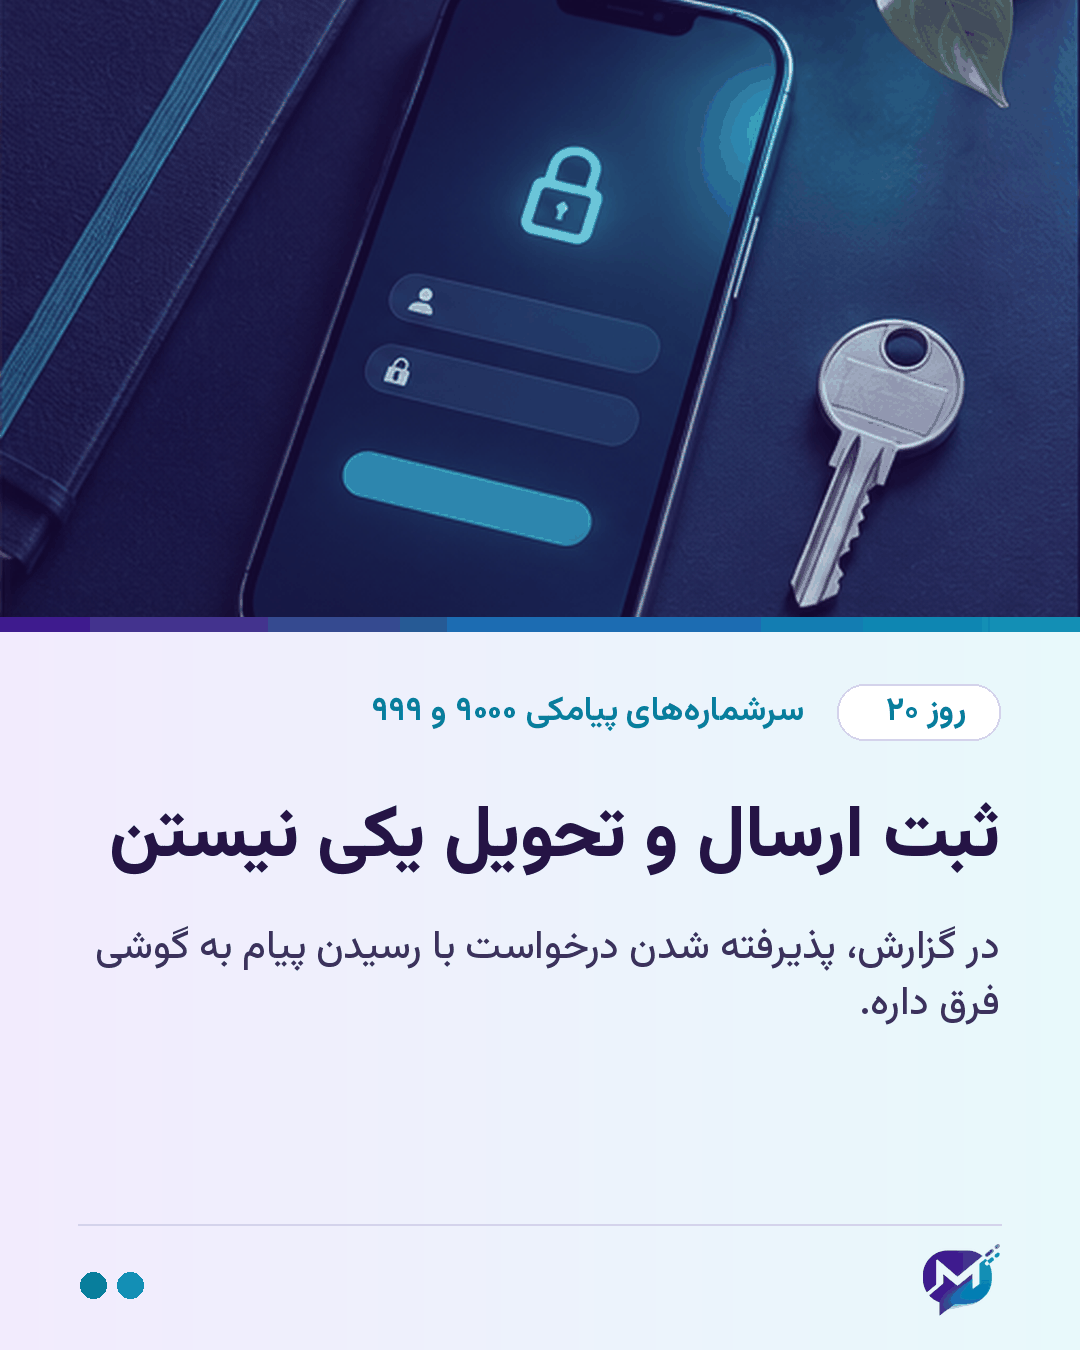 روز ۲۰
سرشماره‌های پیامکی ۹۰۰۰ و ۹۹۹
ثبت ارسال و تحویل یکی نیستن
در گزارش، پذیرفته شدن درخواست با رسیدن پیام به گوشی
فرق داره.